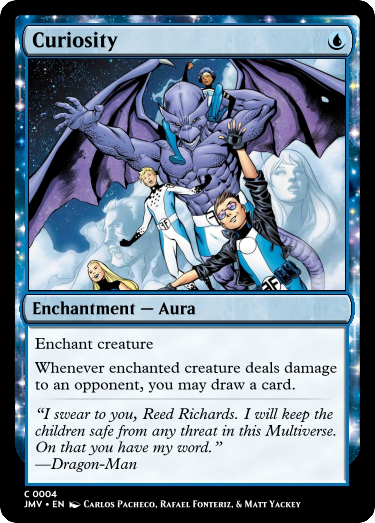 Curiosity
Enchantment — Aura
Enchant creature
Whenever enchanted creature deals damage
to an opponent, you may draw a card.
“I swear to you, Reed Richards. I will keep the
children safe from any threat in this Multiverse.
On that you have my word.”
—Dragon-Man
C 0004
JMV • EN Carlos Pacheco, Rafael Fonteriz, & Matt Yackey